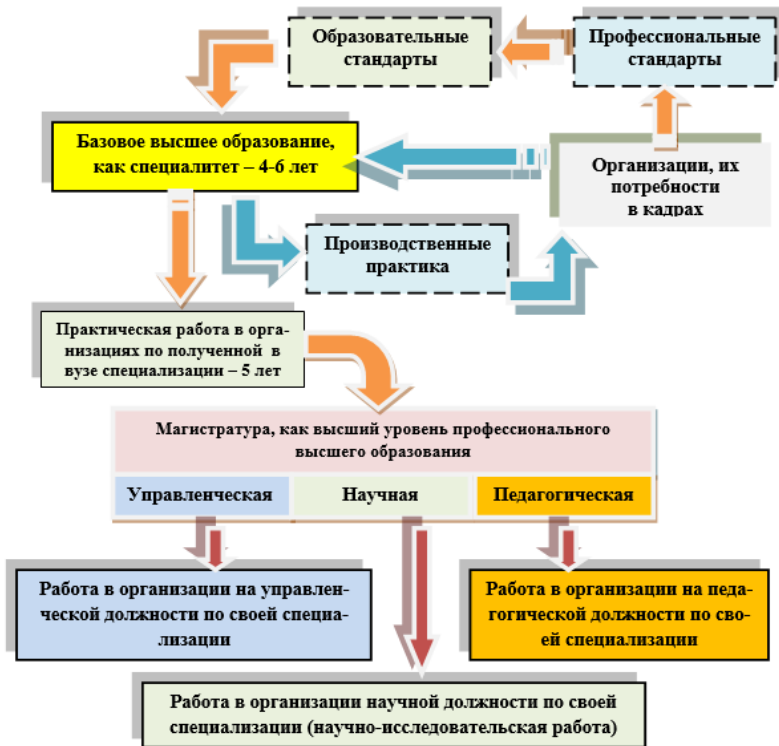 Образовательные
стандарты
Профессиональные
стандарты
Базовое высшее образование,
как специалитет – 4-6 лет
Организации, их
потребности
в кадрах
Производственные
практика
Практическая работа в орга-
низациях по полученной в
вузе специализации – 5 лет
Магистратура, как высший уровень профессионального
высшего образования
Управленческая
Научная
Педагогическая
Работа в организации на управлен-
ческой должности по своей специа-
лизации
Работа в организации на педа-
гогической должности по сво-
ей специализации
Работа в организации научной должности по своей
специализации (научно-исследовательская работа)